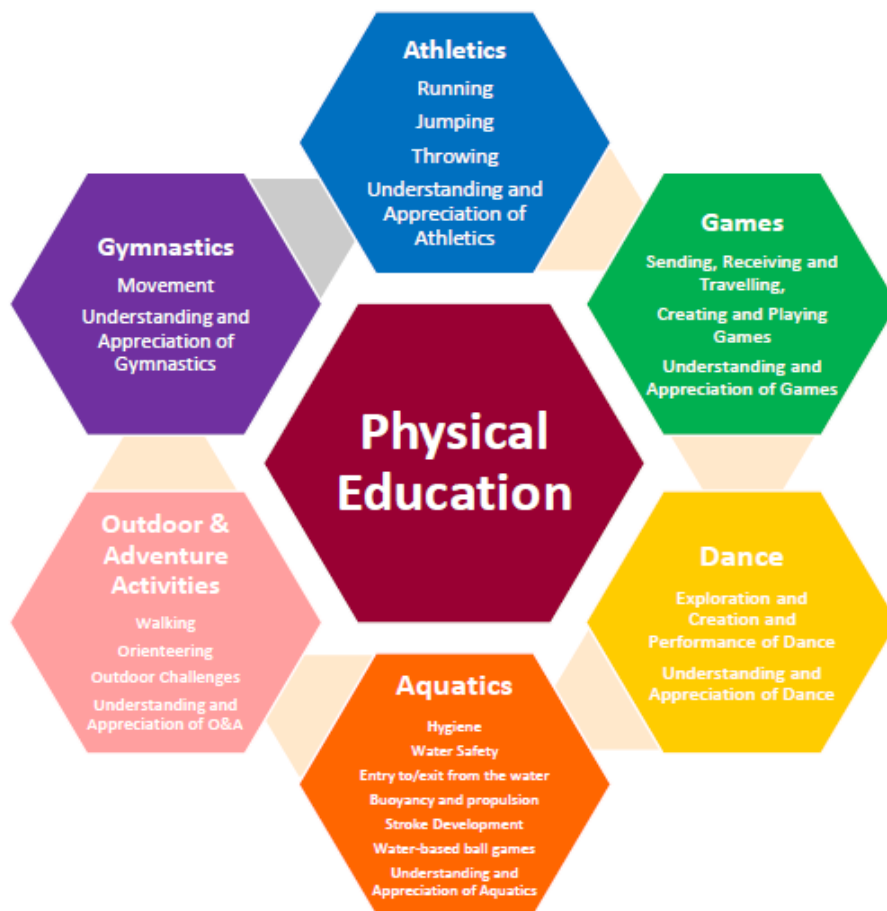 Athletics
Running
Jumping
Throwing
Understanding and
Appreciation of
Athletics
Games
Sending, Receiving and
Travelling,
Creating and Playing
Games
Understanding and
Appreciation of Games
Dance
Exploration and
Creation and
Performance of Dance
Understanding and
Appreciation of Dance
Aquatics
Hygiene
Water Safety
Entry to/exit from the water
Buoyancy and propulsion
Stroke Development
Water-based ball games
Understanding and
Appreciation of Aquatics
Outdoor &
Adventure
Activities
Walking
Orienteering
Outdoor Challenges
Understanding and
Appreciation of O&A
Gymnastics
Movement
Understanding and
Appreciation of
Gymnastics
Physical
Education